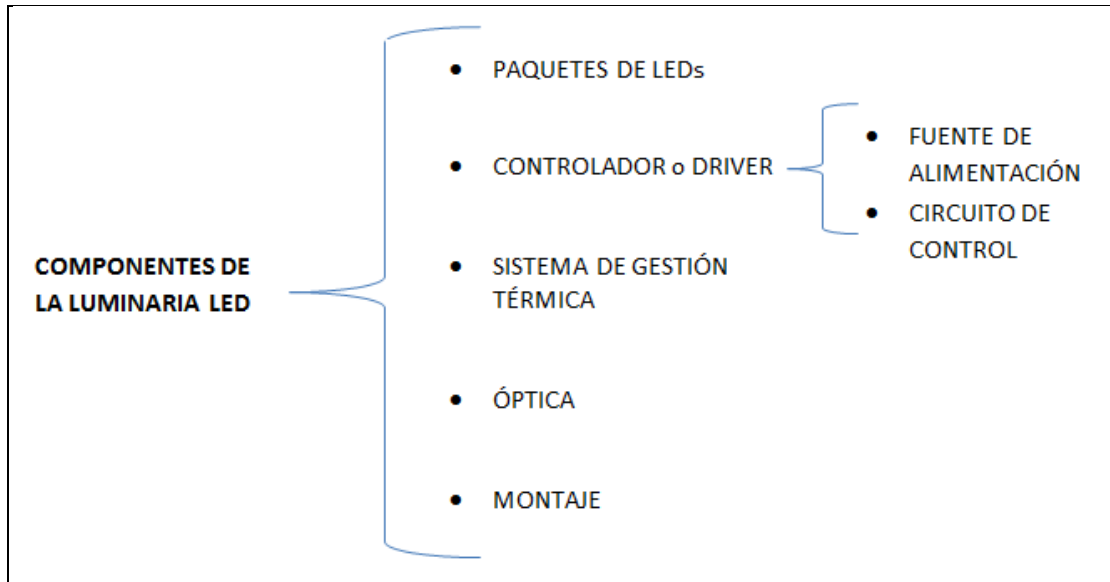 COMPONENTES DE
LA LUMINARIA LED
• PAQUETES DE LEDs
• CONTROLADOR o DRIVER
• FUENTE DE
ALIMENTACIÓN
• CIRCUITO DE
CONTROL
• SISTEMA DE GESTIÓN
TÉRMICA
• ÓPTICA
• MONTAJE